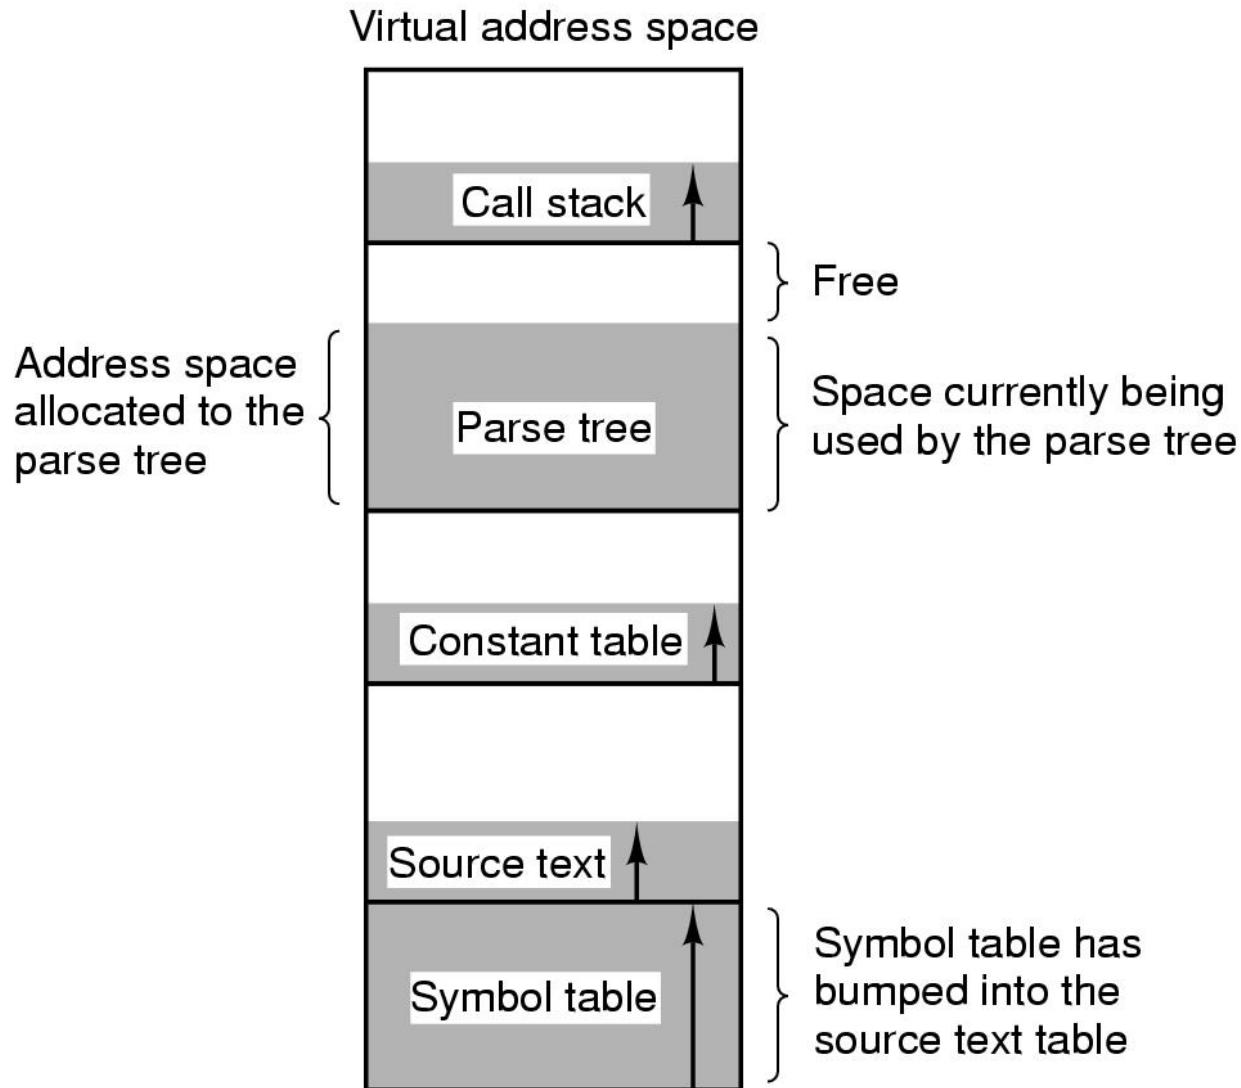 Virtual address space
Call stack
Free
Address space
allocated to the
parse tree
Parse tree
Space currently being
used by the parse tree
Constant table
Source text
Symbol table
Symbol table has
bumped into the
source text table